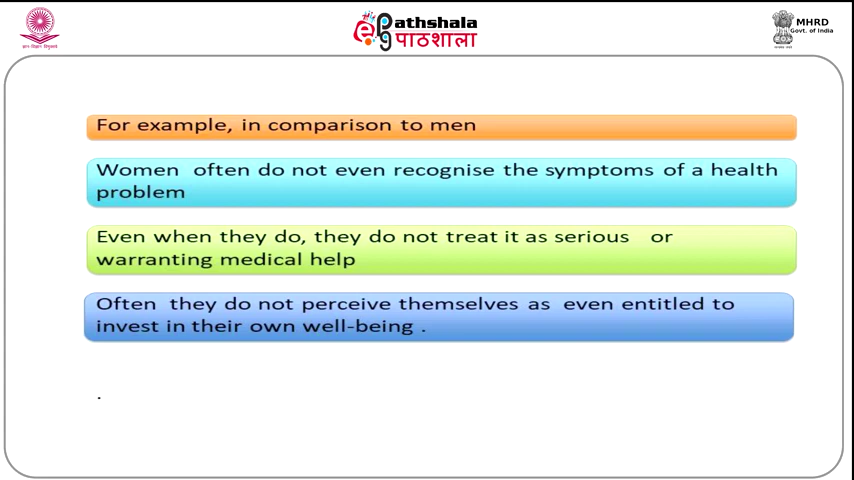 ePathshala
पाठशाला
MHRD
Govt. of India
For example, in comparison to men
Women often do not even recognise the symptoms of a health
problem
Even when they do, they do not treat it as serious or
warranting medical help
Often they do not perceive themselves as even entitled to
invest in their own well-being .
.